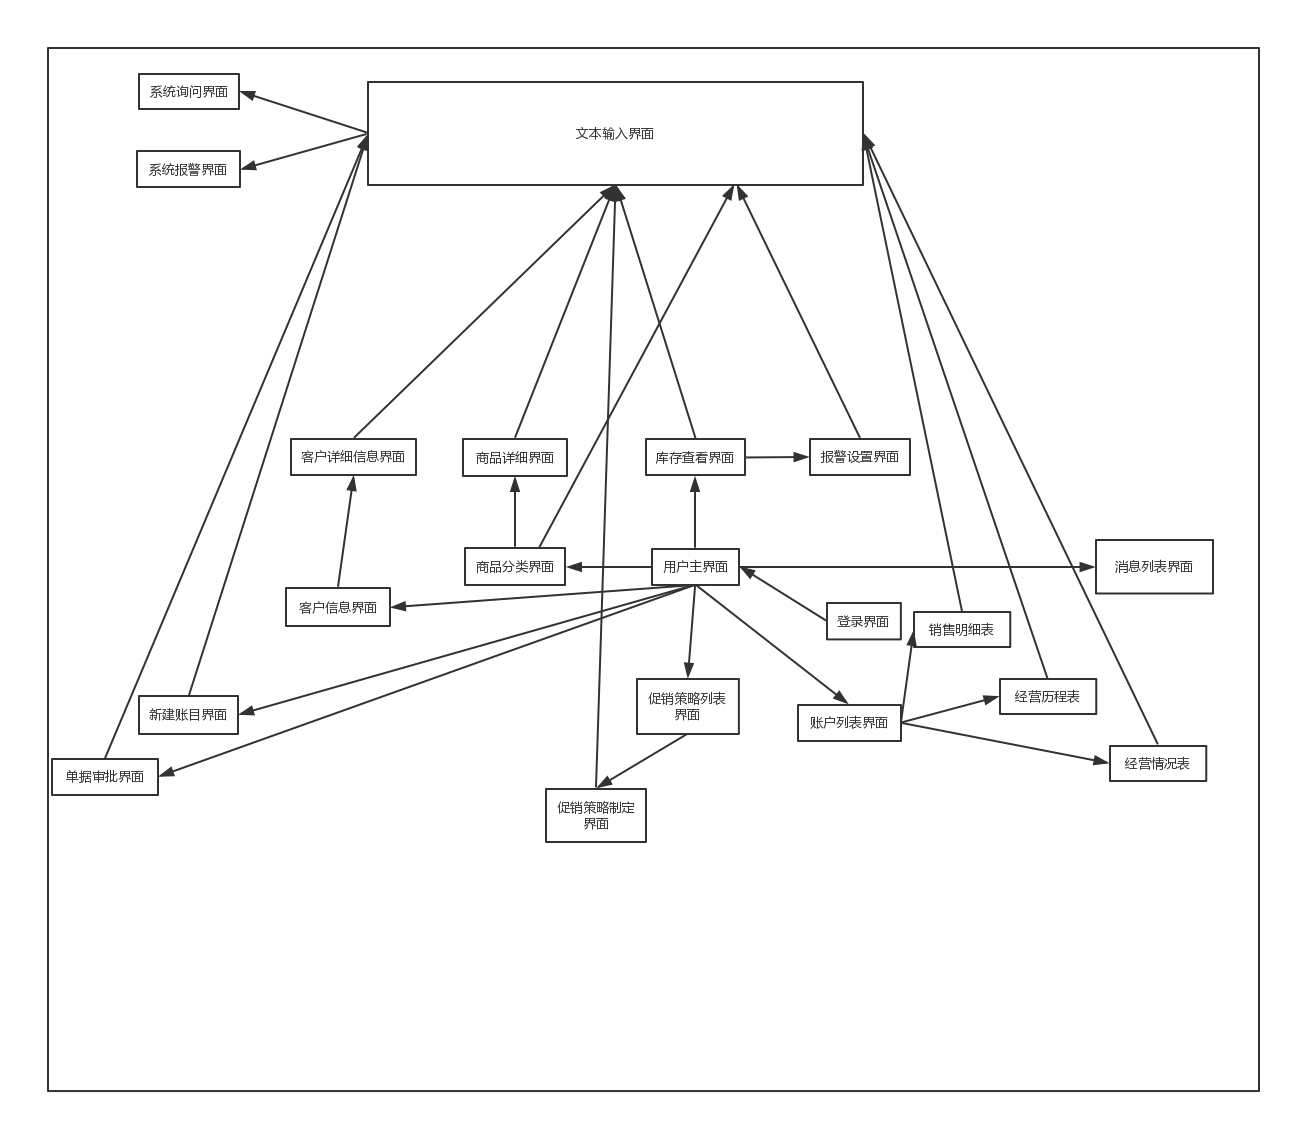 系统询问界面
文本输入界面
系统报警界面
客户详细信息界面
商品详细界面
库存查看界面
报警设置界面
商品分类界面
用户主界面
消息列表界面
客户信息界面
登录界面
销售明细表
新建账目界面
促销策略列表
界面
账户列表界面
经营历程表
单据审批界面
经营情况表
促销策略制定
界面